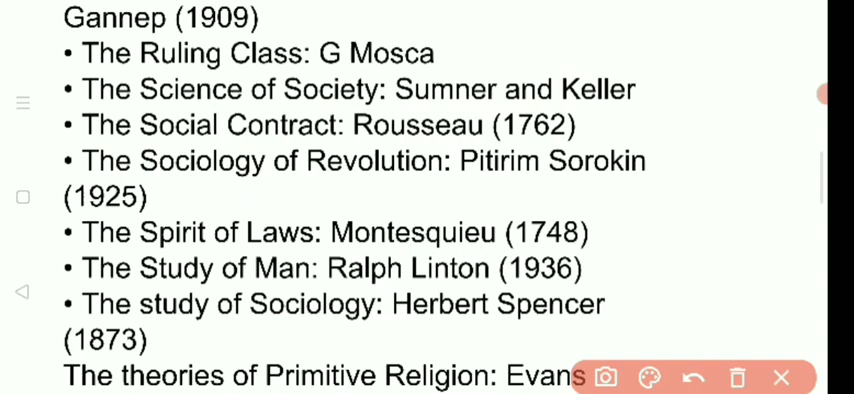 Gannep (1909)
• The Ruling Class: G Mosca
• The Science of Society: Sumner and Keller
• The Social Contract: Rousseau (1762)
• The Sociology of Revolution: Pitirim Sorokin
(1925)
• The Spirit of Laws: Montesquieu (1748)
• The Study of Man: Ralph Linton (1936)
• The study of Sociology: Herbert Spencer
(1873)
The theories of Primitive Religion: Evans